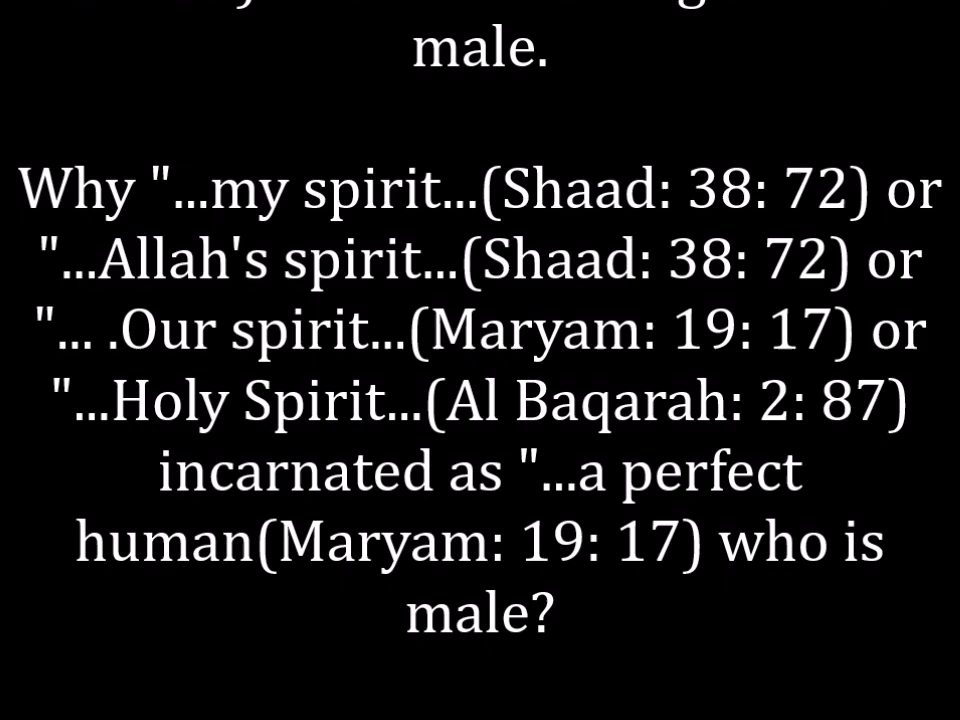 male.
Why "...my spirit...(Shaad: 38: 72) or
"...Allah's spirit...(Shaad: 38: 72) or
"... .Our spirit...(Maryam: 19: 17) or
"...Holy Spirit...(Al Baqarah: 2: 87)
incarnated as "...a perfect
human(Maryam: 19: 17) who is
male?